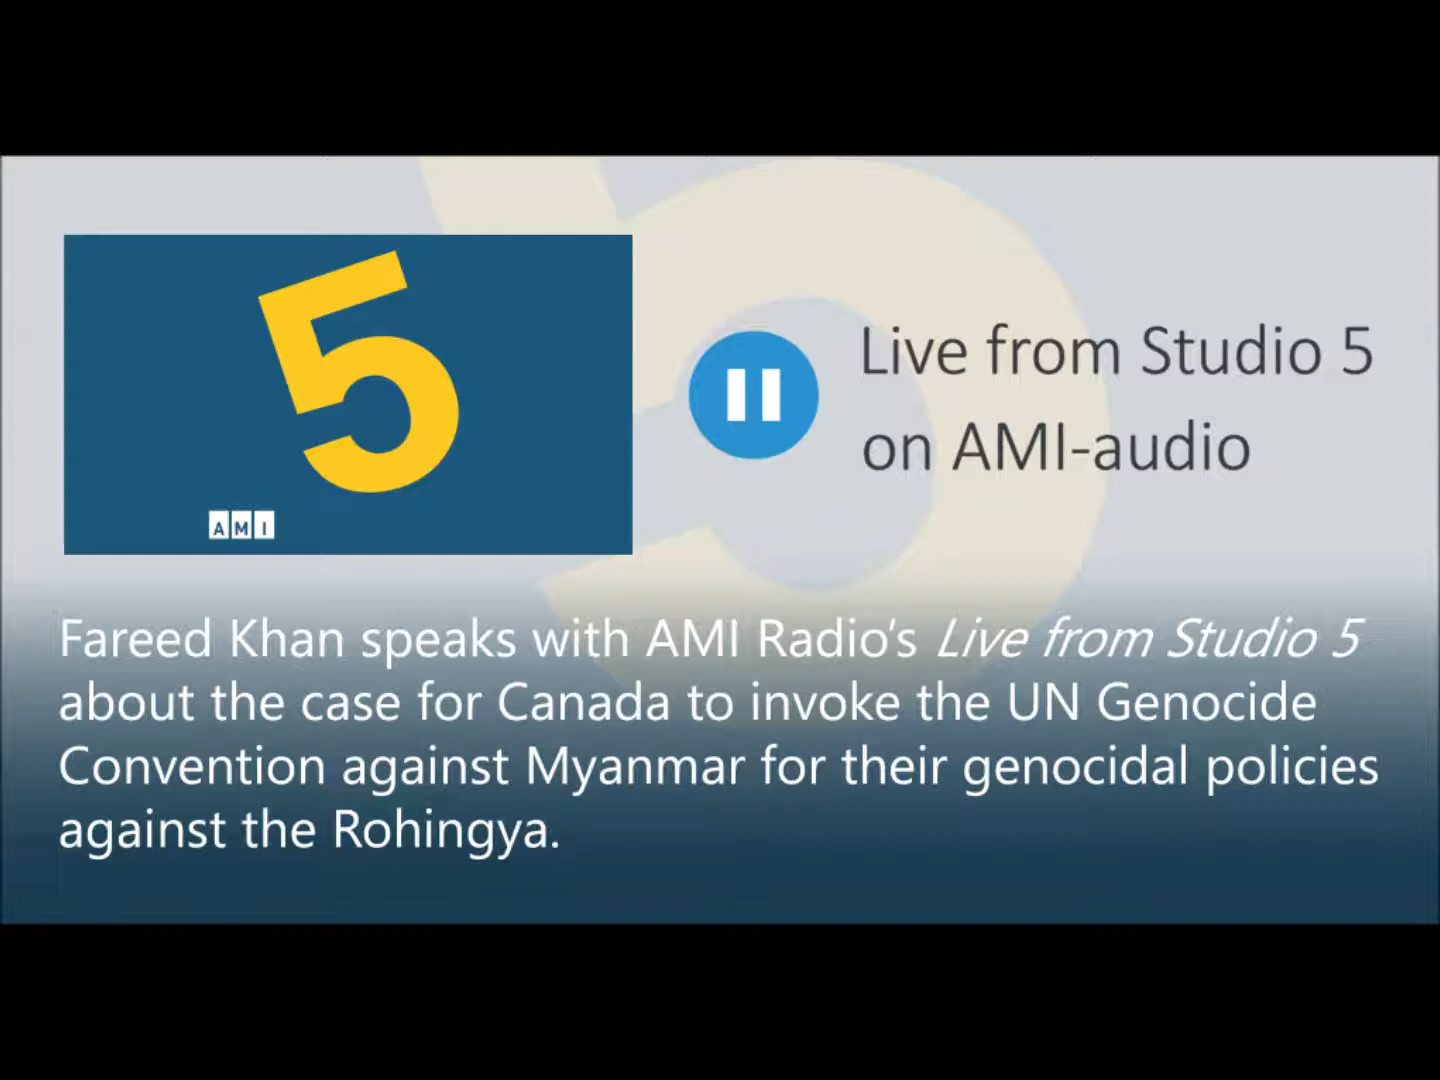 5
AMI
Live from Studio 5
on AMI-audio
Fareed Khan speaks with AMI Radio's Live from Studio 5
about the case for Canada to invoke the UN Genocide
Convention against Myanmar for their genocidal policies
against the Rohingya.